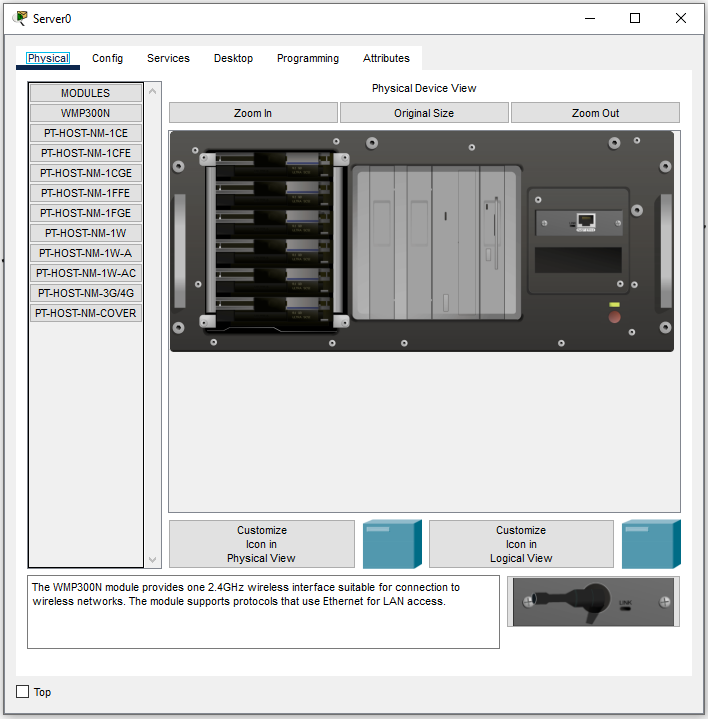 Server0
Physical
Config
Services
Desktop
Programming
Attributes
MODULES
WMP300N
PT-HOST-NM-1CE
PT-HOST-NM-1CFE
PT-HOST-NM-1CGE
PT-HOST-NM-1FFE
PT-HOST-NM-1FGE
PT-HOST-NM-1W
PT-HOST-NM-1W-A
PT-HOST-NM-1W-AC
PT-HOST-NM-3G/4G
PT-HOST-NM-COVER
Physical Device View
Zoom In
Original Size
Zoom Out
Customize
Icon in
Physical View
Customize
Icon in
Logical View
The WMP300N module provides one 2.4GHz wireless interface suitable for connection to
wireless networks. The module supports protocols that use Ethernet for LAN access.
LINK
Top